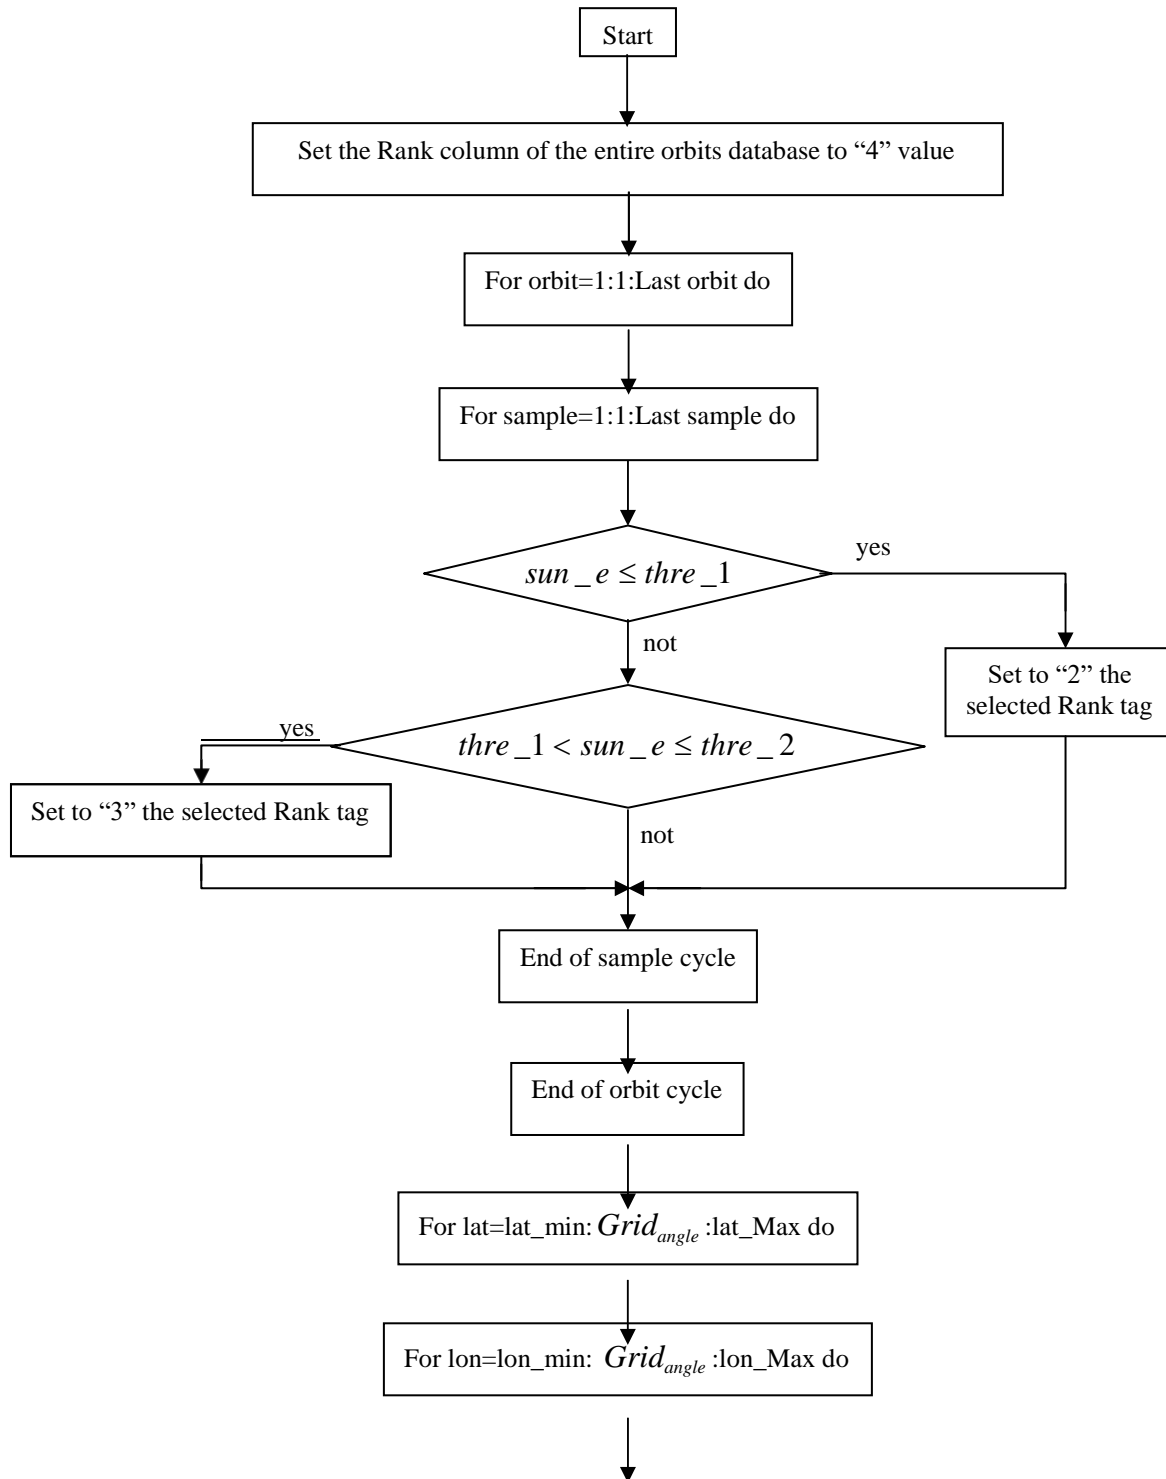 Start
Set the Rank column of the entire orbits database to “4” value
For orbit=1:1:Last orbit do
For sample=1:1:Last sample do
yes
sun_e ≤ thre_1
not
Set to “2” the
selected Rank tag
yes
thre_1 < sun_e ≤ thre_2
Set to “3” the selected Rank tag
not
End of sample cycle
End of orbit cycle
For lat=lat_min: Grid_angle :lat_Max do
For lon=lon_min: Grid_angle :lon_Max do